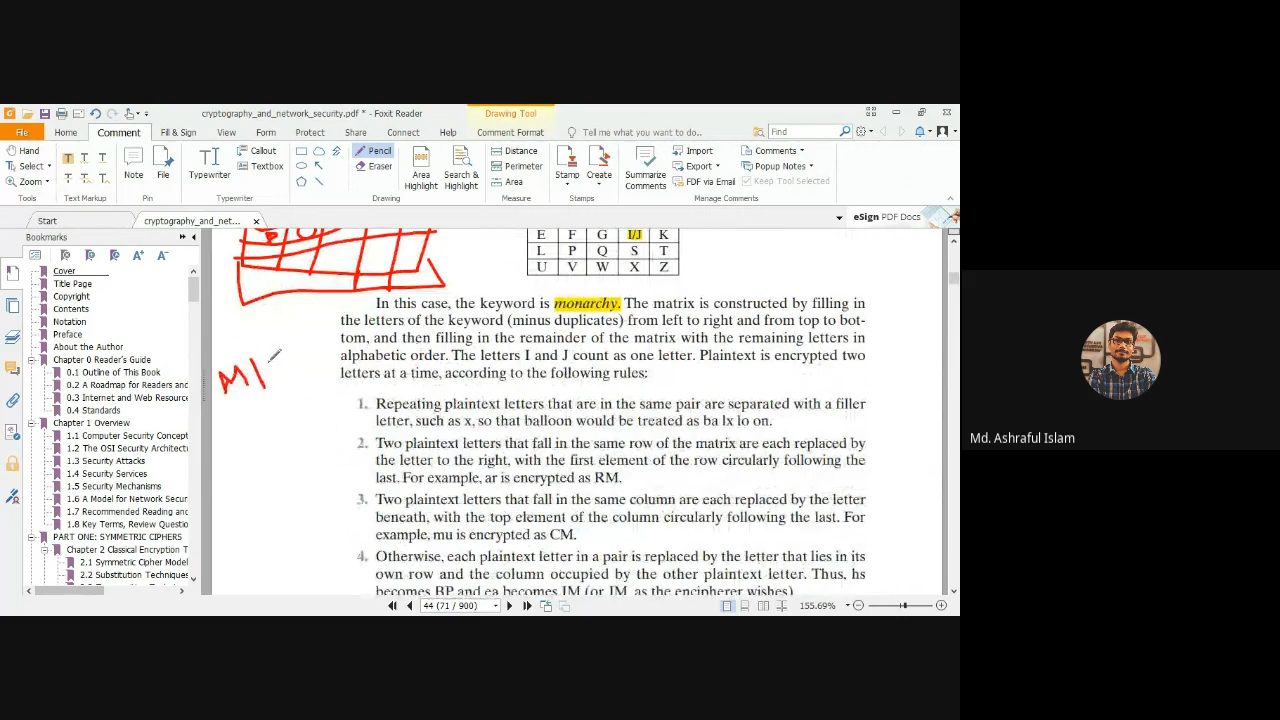 cryptography_and_network_security.pdf * - Foxit Reader
Drawing Tool
File Home Comment Fill & Sign View Form Protect Share Connect Help Comment Format Tell me what you want to do.. Find
Hand
Select
Zoom
Tools
T T T
T T T
Text Markup
Note
File
Pin
Typewriter
Callout
Textbox
Typewriter
Drawing
Pencil
Eraser
Area Highlight
Search & Highlight
Distance
Perimeter
Area
Measure
Stamp
Create
Stamps
Summarize Comments
Import
Export
FDF via Email
Comments
Popup Notes
Keep Tool Selected
Manage Comments
Start
cryptography_and_net...
eSign PDF Docs
Bookmarks
Cover
Title Page
Copyright
Contents
Notation
Preface
About the Author
Chapter 0 Reader's Guide
0.1 Outline of This Book
0.2 A Roadmap for Readers and
0.3 Internet and Web Resource
0.4 Standards
Chapter 1 Overview
1.1 Computer Security Concept
1.2 The OSI Security Architectu
1.3 Security Attacks
1.4 Security Services
1.5 Security Mechanisms
1.6 A Model for Network Secur
1.7 Recommended Reading and
1.8 Key Terms, Review Questio
PART ONE: SYMMETRIC CIPHERS
Chapter 2 Classical Encryption T
2.1 Symmetric Cipher Model
2.2 Substitution Techniques
E F G I/J K
L P Q S T
U V W X Z
In this case, the keyword is monarchy. The matrix is constructed by filling in
the letters of the keyword (minus duplicates) from left to right and from top to bot-
tom, and then filling in the remainder of the matrix with the remaining letters in
alphabetic order. The letters I and J count as one letter. Plaintext is encrypted two
letters at a time, according to the following rules:
1. Repeating plaintext letters that are in the same pair are separated with a filler
letter, such as x, so that balloon would be treated as ba lx lo on.
2. Two plaintext letters that fall in the same row of the matrix are each replaced by
the letter to the right, with the first element of the row circularly following the
last. For example, ar is encrypted as RM.
3. Two plaintext letters that fall in the same column are each replaced by the letter
beneath, with the top element of the column circularly following the last. For
example, mu is encrypted as CM.
4. Otherwise, each plaintext letter in a pair is replaced by the letter that lies in its
own row and the column occupied by the other plaintext letter. Thus, hs
becomes BP and ea becomes IM (or JM, as the encipherer wishes).
44 (71 / 900)
155.69%
Md. Ashraful Islam